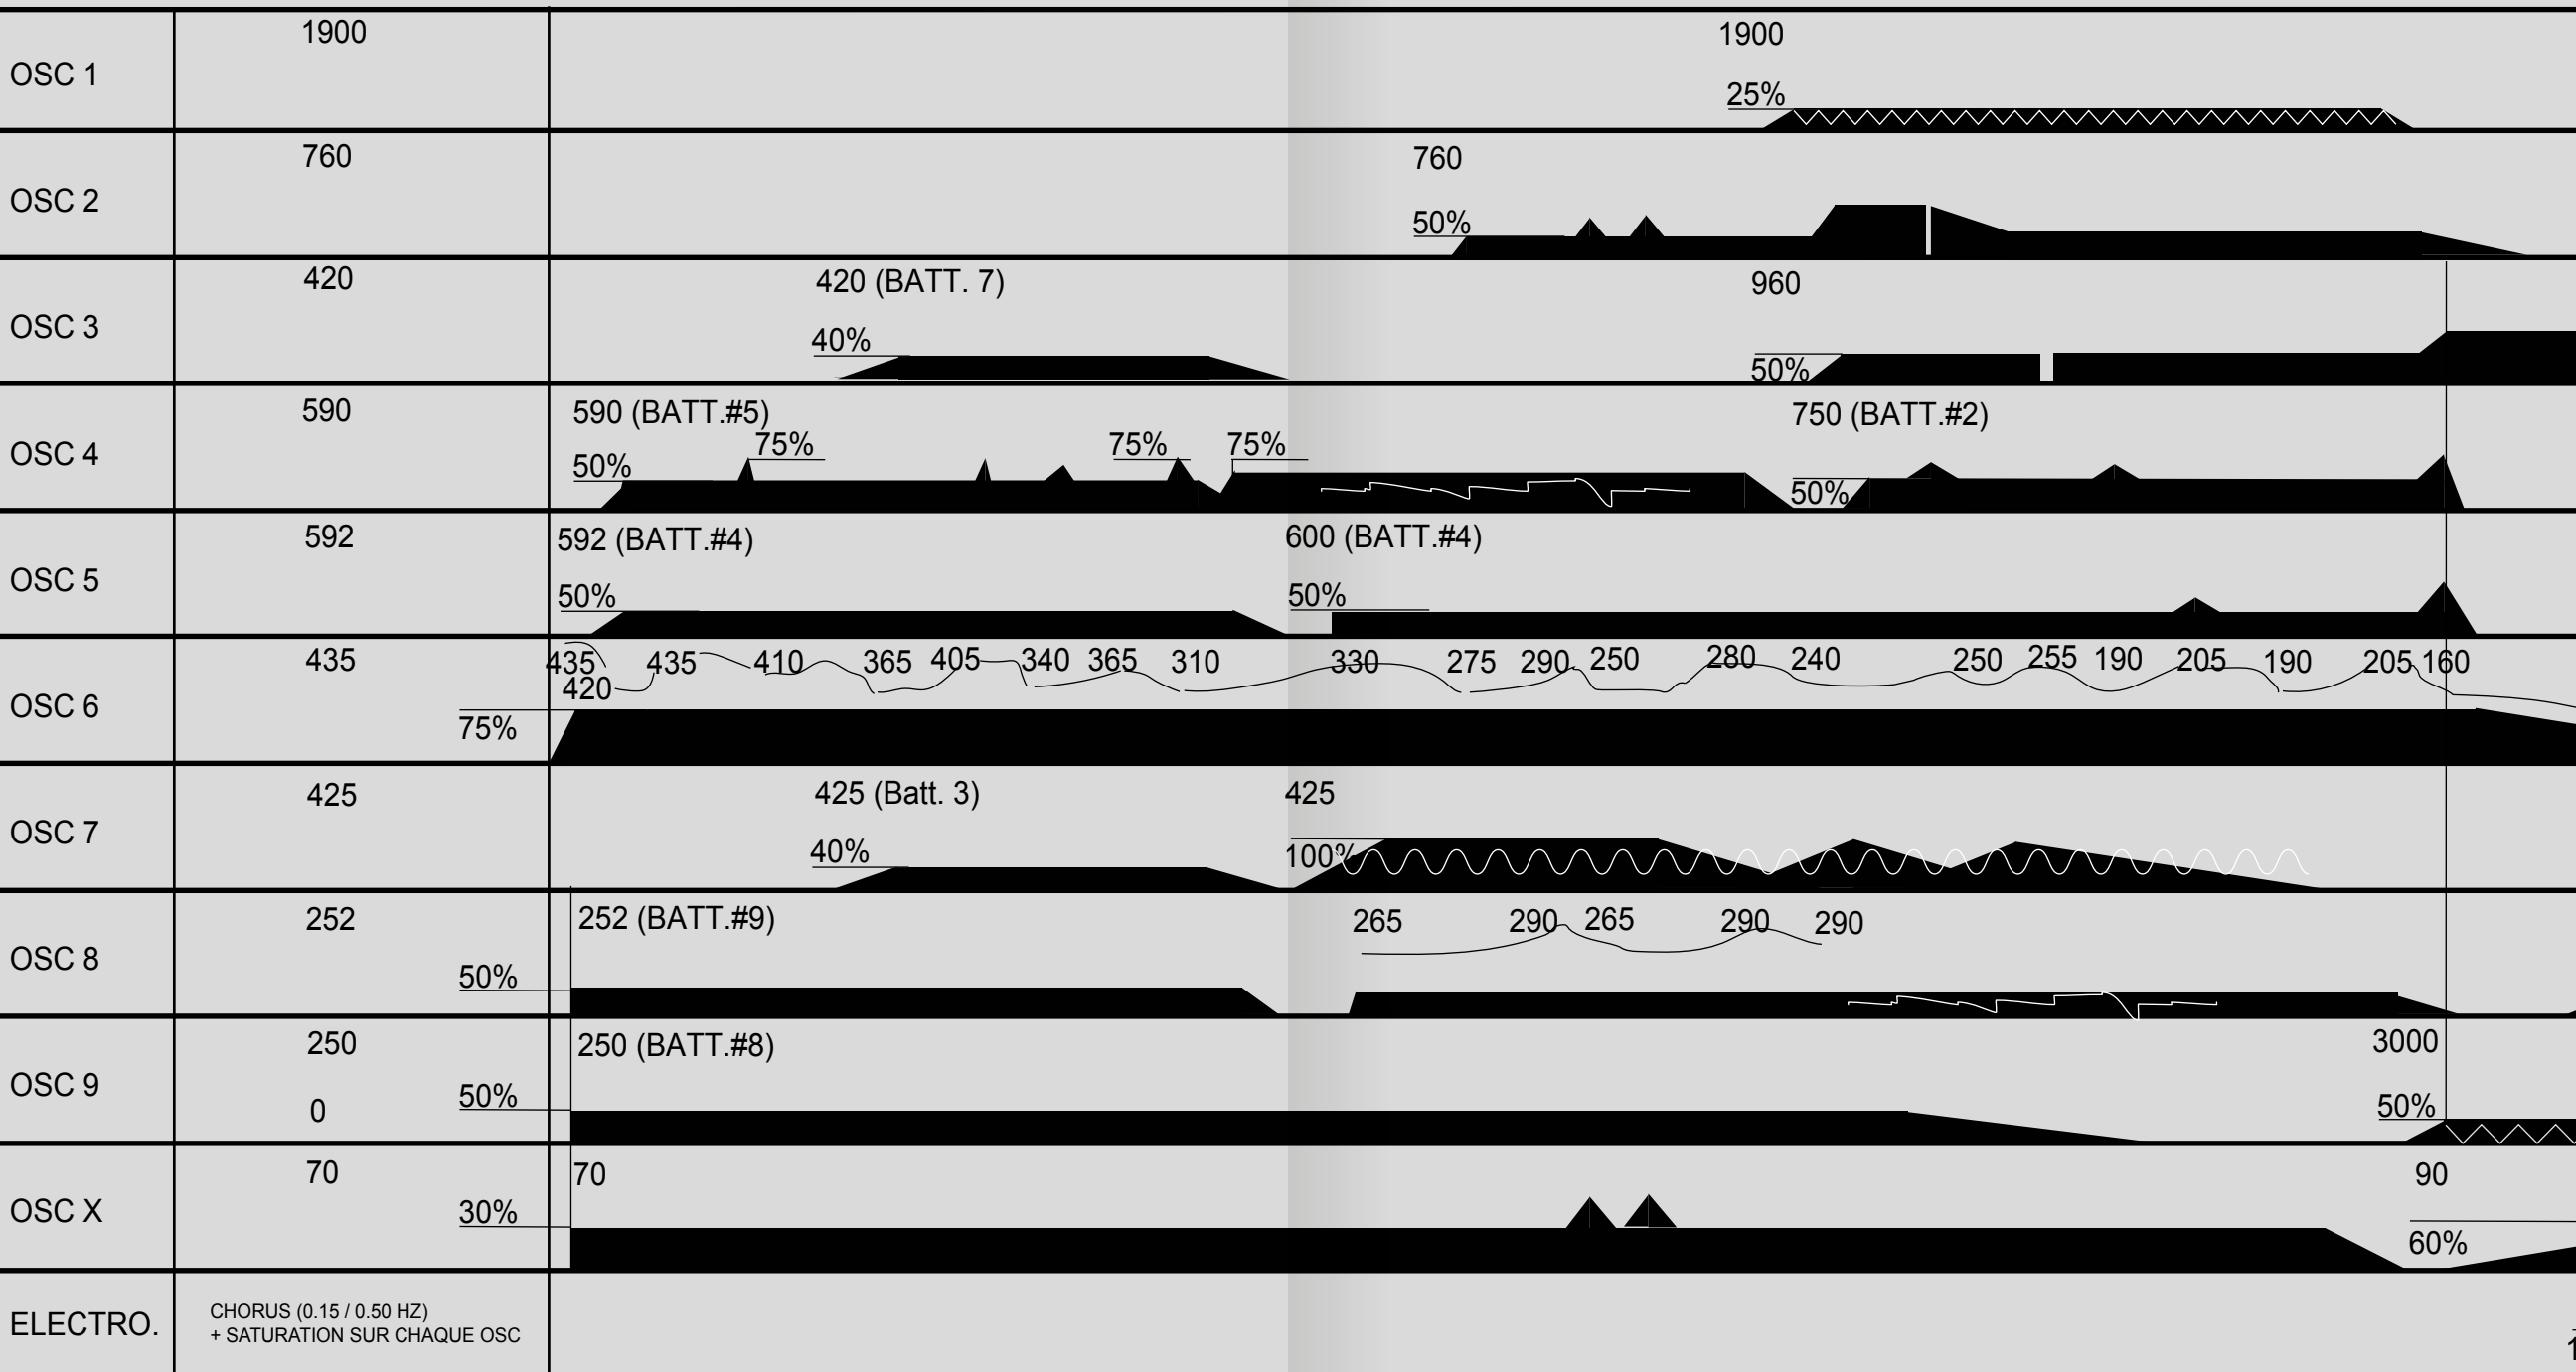 OSC 1
1900
1900
25%
OSC 2
760
760
50%
OSC 3
420
420 (BATT. 7)
40%
960
50%
OSC 4
590
590 (BATT.#5)
50%
75%
75%
75%
750 (BATT.#2)
50%
OSC 5
592
592 (BATT.#4)
50%
600 (BATT.#4)
50%
OSC 6
435
75%
435 435 410 365 405 340 365 310 330 275 290 250 280 240 250 255 190 205 190 205 160
420
OSC 7
425
425 (Batt. 3)
40%
425
100%
OSC 8
252
50%
252 (BATT.#9)
265 290 265 290 290
OSC 9
250
0
50%
250 (BATT.#8)
3000
50%
OSC X
70
30%
70
90
60%
ELECTRO.
CHORUS (0.15 / 0.50 HZ)
+ SATURATION SUR CHAQUE OSC